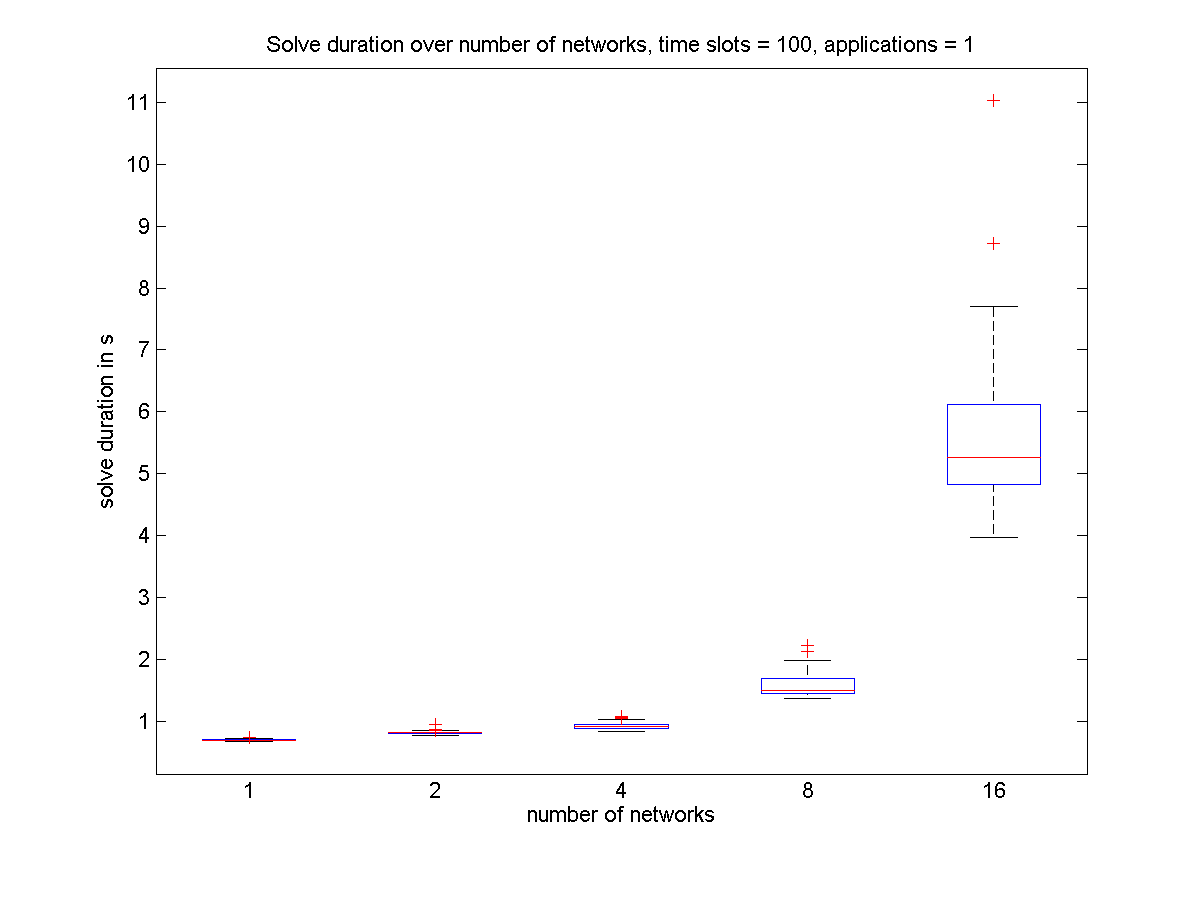 Solve duration over number of networks, time slots = 100, applications = 1
11
10
9
8
7
6
5
4
3
2
1
solve duration in s
1 2 4 8 16
number of networks